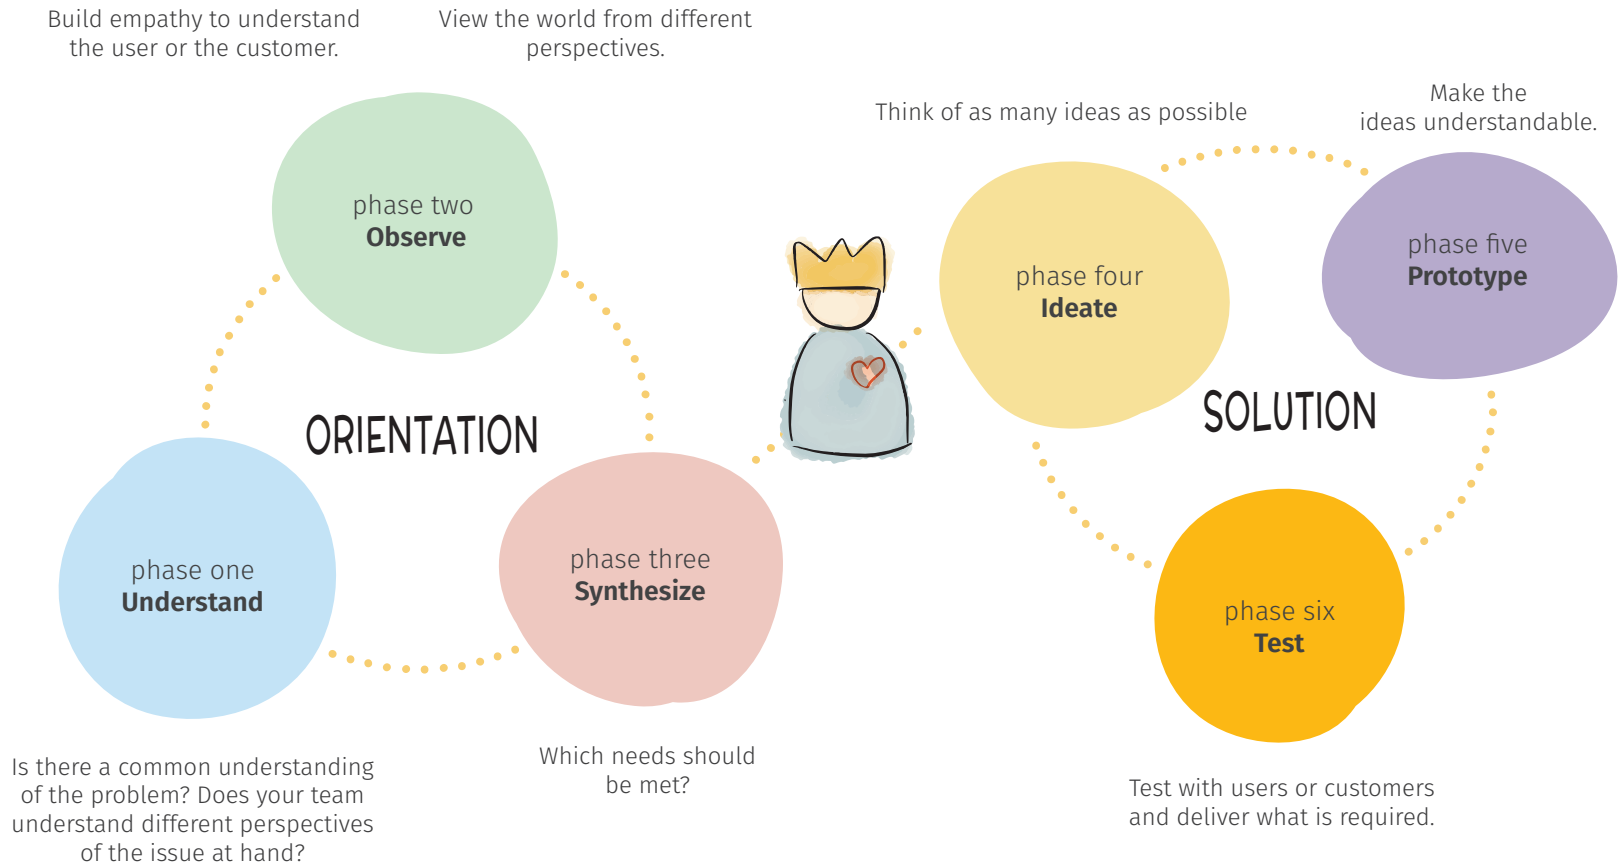 Build empathy to understand
the user or the customer.
View the world from different
perspectives.
phase two
Observe
ORIENTATION
phase one
Understand
phase three
Synthesize
Is there a common understanding
of the problem? Does your team
understand different perspectives
of the issue at hand?
Which needs should
be met?
Think of as many ideas as possible
Make the
ideas understandable.
phase four
Ideate
phase five
Prototype
SOLUTION
phase six
Test
Test with users or customers
and deliver what is required.